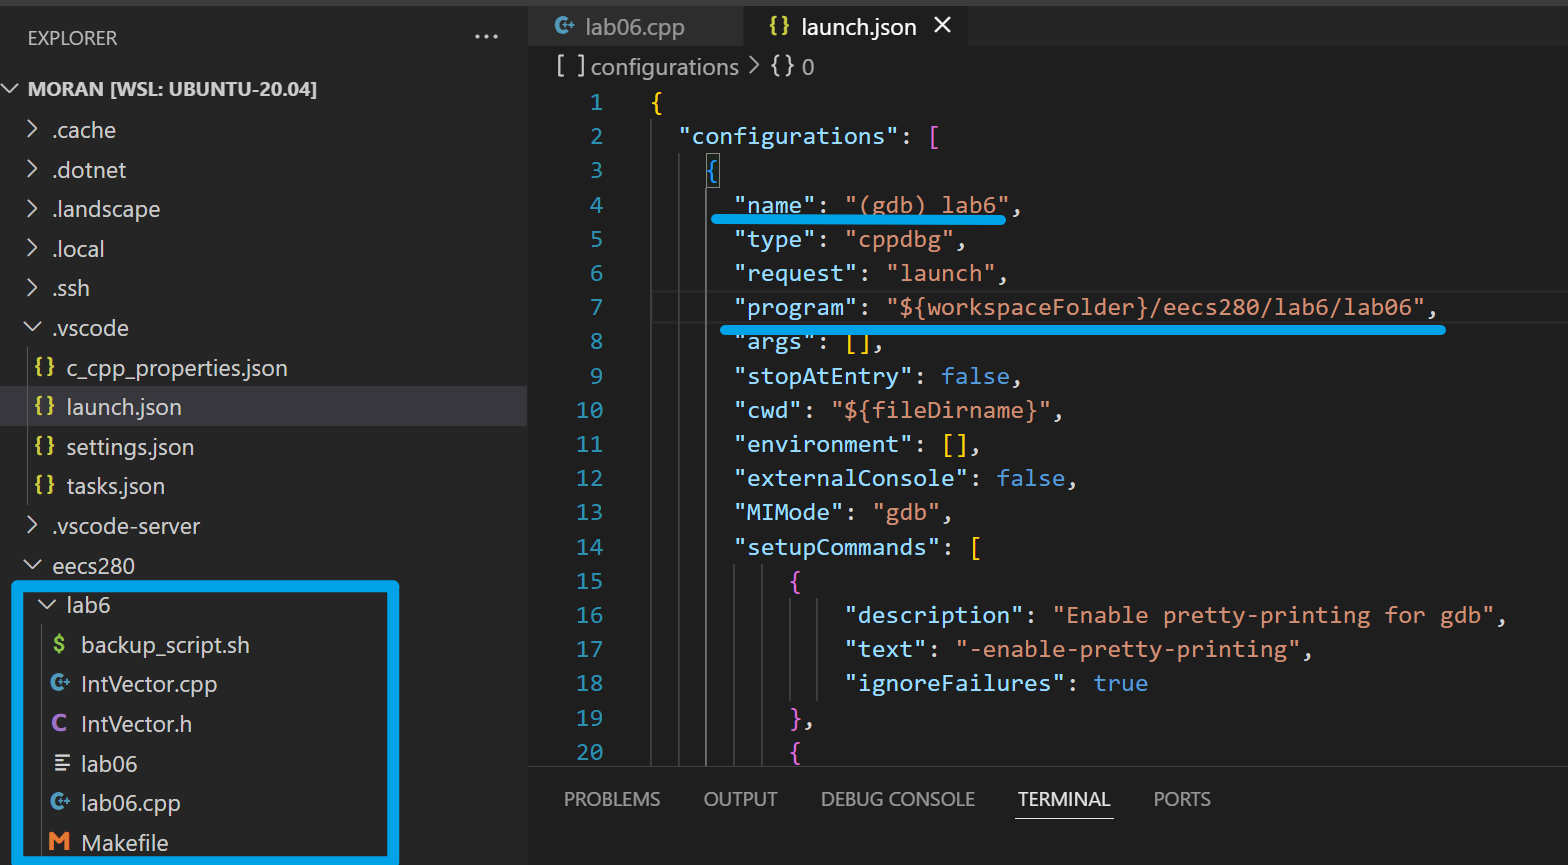 EXPLORER
MORAN [WSL: UBUNTU-20.04]
.cache
.dotnet
.landscape
.local
.ssh
.vscode
{} c_cpp_properties.json
{} launch.json
{} settings.json
{} tasks.json
.vscode-server
eecs280
lab6
$ backup_script.sh
C++ IntVector.cpp
C IntVector.h
lab06
C++ lab06.cpp
M Makefile
C++ lab06.cpp {} launch.json
[ ] configurations > {} 0
1 {
2 "configurations": [
3 {
4 "name": "(gdb) lab6",
5 "type": "cppdbg",
6 "request": "launch",
7 "program": "${workspaceFolder}/eecs280/lab6/lab06",
8 "args": [],
9 "stopAtEntry": false,
10 "cwd": "${fileDirname}",
11 "environment": [],
12 "externalConsole": false,
13 "MIMode": "gdb",
14 "setupCommands": [
15 {
16 "description": "Enable pretty-printing for gdb",
17 "text": "-enable-pretty-printing",
18 "ignoreFailures": true
19 },
20 {
PROBLEMS OUTPUT DEBUG CONSOLE TERMINAL PORTS